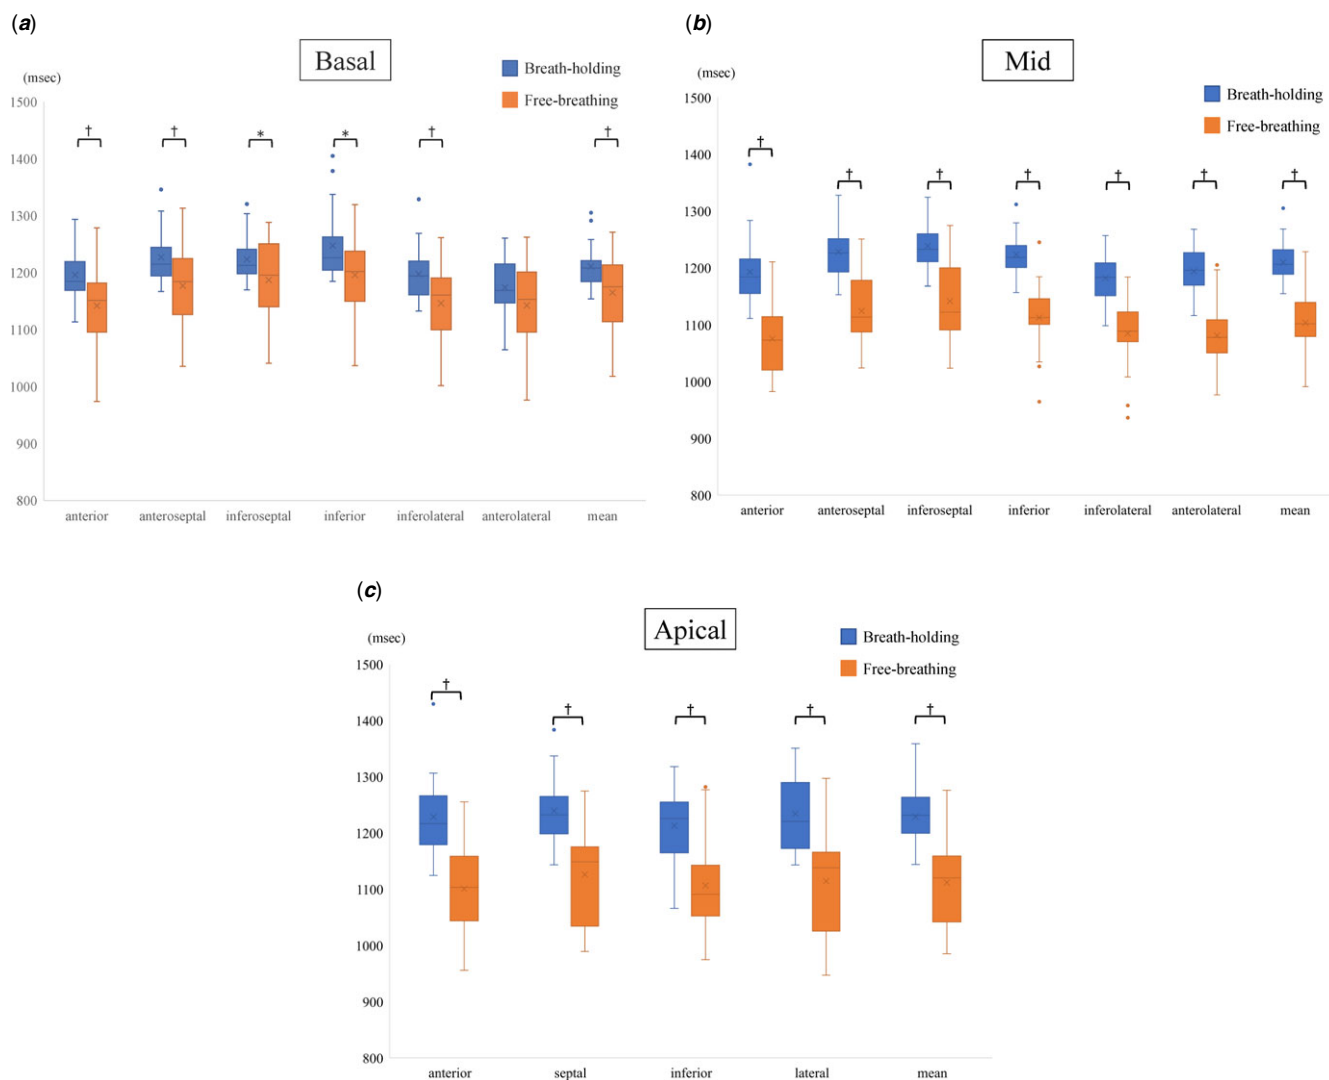 (a)
Basal
(msec)
Breath-holding
Free-breathing
1500
1400
1300
1200
1100
1000
900
800
† † * * † †
anterior anteroseptal inferoseptal inferior inferolateral anterolateral mean
(b)
Mid
(msec)
Breath-holding
Free-breathing
1500
1400
1300
1200
1100
1000
900
800
† † † † † † †
anterior anteroseptal inferoseptal inferior inferolateral anterolateral mean
(c)
Apical
(msec)
Breath-holding
Free-breathing
1500
1400
1300
1200
1100
1000
900
800
† † † † †
anterior septal inferior lateral mean